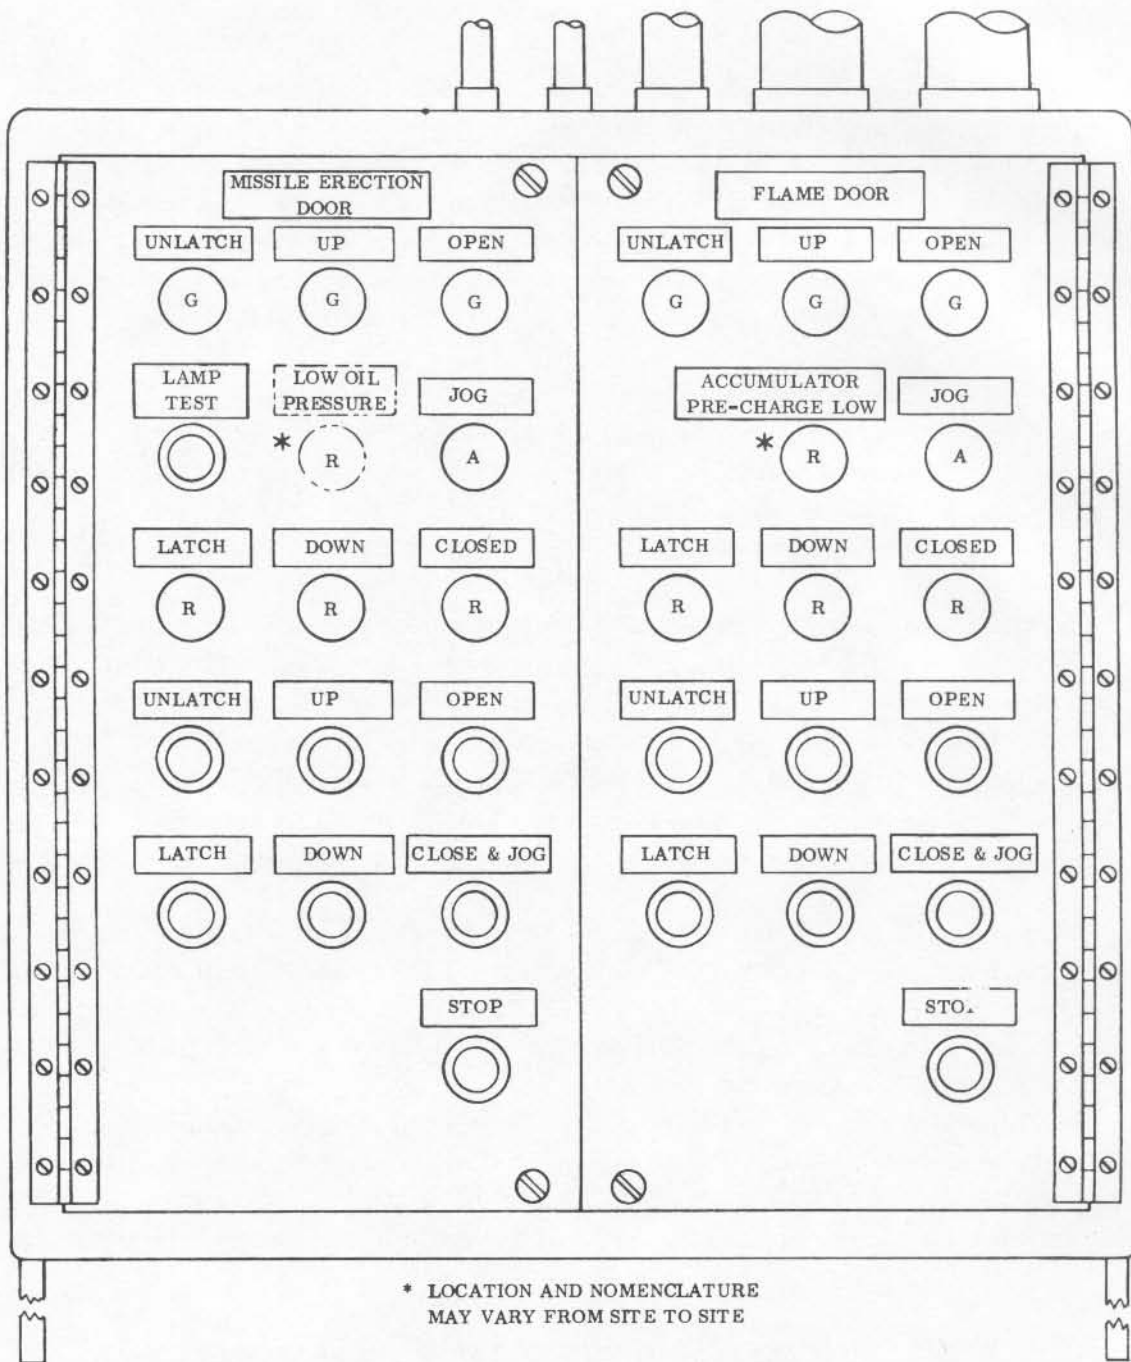 MISSILE ERECTION
DOOR
FLAME DOOR
UNLATCH UP OPEN
UNLATCH UP OPEN
G G G
G G G
LAMP
TEST
LOW OIL
PRESSURE
JOG
ACCUMULATOR
PRE-CHARGE LOW
JOG
* R A
* R A
LATCH DOWN CLOSED
LATCH DOWN CLOSED
R R R
R R R
UNLATCH UP OPEN
UNLATCH UP OPEN
LATCH DOWN CLOSE & JOG
LATCH DOWN CLOSE & JOG
STOP
* LOCATION AND NOMENCLATURE
MAY VARY FROM SITE TO SITE